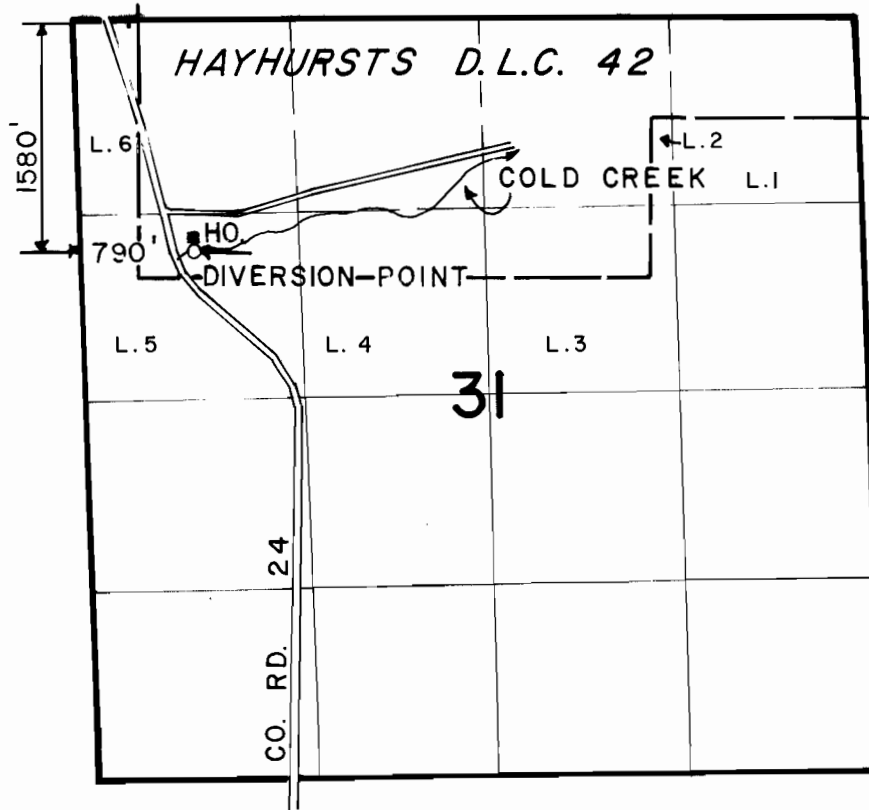 HAYHURSTS D.L.C. 42
1580'
L.6
L.2
L.1
COLD CREEK
HO.
790'
DIVERSION-POINT
L.5
L.4
L.3
31
CO. RD. 24